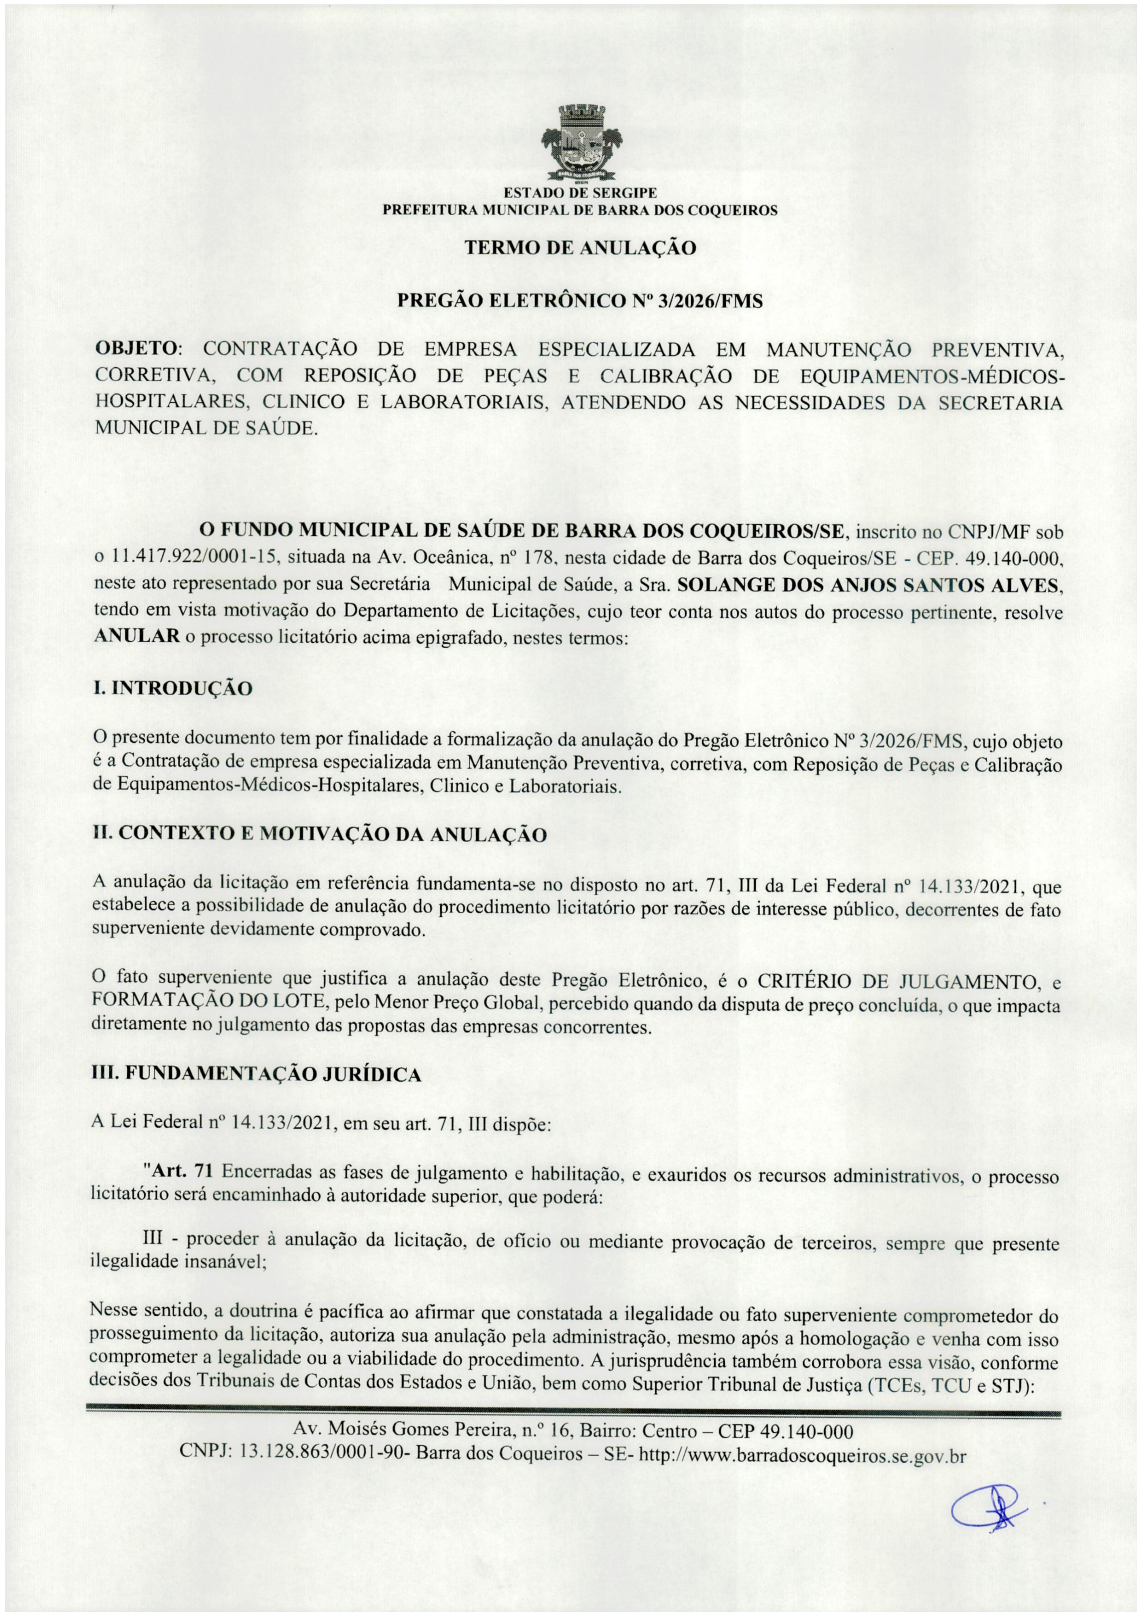 BARRA DOS COQUEIROS
ESTADO DE SERGIPE
PREFEITURA MUNICIPAL DE BARRA DOS COQUEIROS
TERMO DE ANULAÇÃO
PREGÃO ELETRÔNICO Nº 3/2026/FMS
OBJETO: CONTRATAÇÃO DE EMPRESA ESPECIALIZADA EM MANUTENÇÃO PREVENTIVA,
CORRETIVA, COM REPOSIÇÃO DE PEÇAS E CALIBRAÇÃO DE EQUIPAMENTOS-MÉDICOS-
HOSPITALARES, CLINICO E LABORATORIAIS, ATENDENDO AS NECESSIDADES DA SECRETARIA
MUNICIPAL DE SAÚDE.
O FUNDO MUNICIPAL DE SAÚDE DE BARRA DOS COQUEIROS/SE, inscrito no CNPJ/MF sob
o 11.417.922/0001-15, situada na Av. Oceânica, nº 178, nesta cidade de Barra dos Coqueiros/SE - CEP. 49.140-000,
neste ato representado por sua Secretária Municipal de Saúde, a Sra. SOLANGE DOS ANJOS SANTOS ALVES,
tendo em vista motivação do Departamento de Licitações, cujo teor conta nos autos do processo pertinente, resolve
ANULAR o processo licitatório acima epigrafado, nestes termos:
I. INTRODUÇÃO
O presente documento tem por finalidade a formalização da anulação do Pregão Eletrônico Nº 3/2026/FMS, cujo objeto
é a Contratação de empresa especializada em Manutenção Preventiva, corretiva, com Reposição de Peças e Calibração
de Equipamentos-Médicos-Hospitalares, Clinico e Laboratoriais.
II. CONTEXTO E MOTIVAÇÃO DA ANULAÇÃO
A anulação da licitação em referência fundamenta-se no disposto no art. 71, III da Lei Federal nº 14.133/2021, que
estabelece a possibilidade de anulação do procedimento licitatório por razões de interesse público, decorrentes de fato
superveniente devidamente comprovado.
O fato superveniente que justifica a anulação deste Pregão Eletrônico, é o CRITÉRIO DE JULGAMENTO, e
FORMATAÇÃO DO LOTE, pelo Menor Preço Global, percebido quando da disputa de preço concluída, o que impacta
diretamente no julgamento das propostas das empresas concorrentes.
III. FUNDAMENTAÇÃO JURÍDICA
A Lei Federal nº 14.133/2021, em seu art. 71, III dispõe:
"Art. 71 Encerradas as fases de julgamento e habilitação, e exauridos os recursos administrativos, o processo
licitatório será encaminhado à autoridade superior, que poderá:
III - proceder à anulação da licitação, de ofício ou mediante provocação de terceiros, sempre que presente
ilegalidade insanável;
Nesse sentido, a doutrina é pacífica ao afirmar que constatada a ilegalidade ou fato superveniente comprometedor do
prosseguimento da licitação, autoriza sua anulação pela administração, mesmo após a homologação e venha com isso
comprometer a legalidade ou a viabilidade do procedimento. A jurisprudência também corrobora essa visão, conforme
decisões dos Tribunais de Contas dos Estados e União, bem como Superior Tribunal de Justiça (TCEs, TCU e STJ):
Av. Moisés Gomes Pereira, n.º 16, Bairro: Centro – CEP 49.140-000
CNPJ: 13.128.863/0001-90- Barra dos Coqueiros – SE- http://www.barradoscoqueiros.se.gov.br